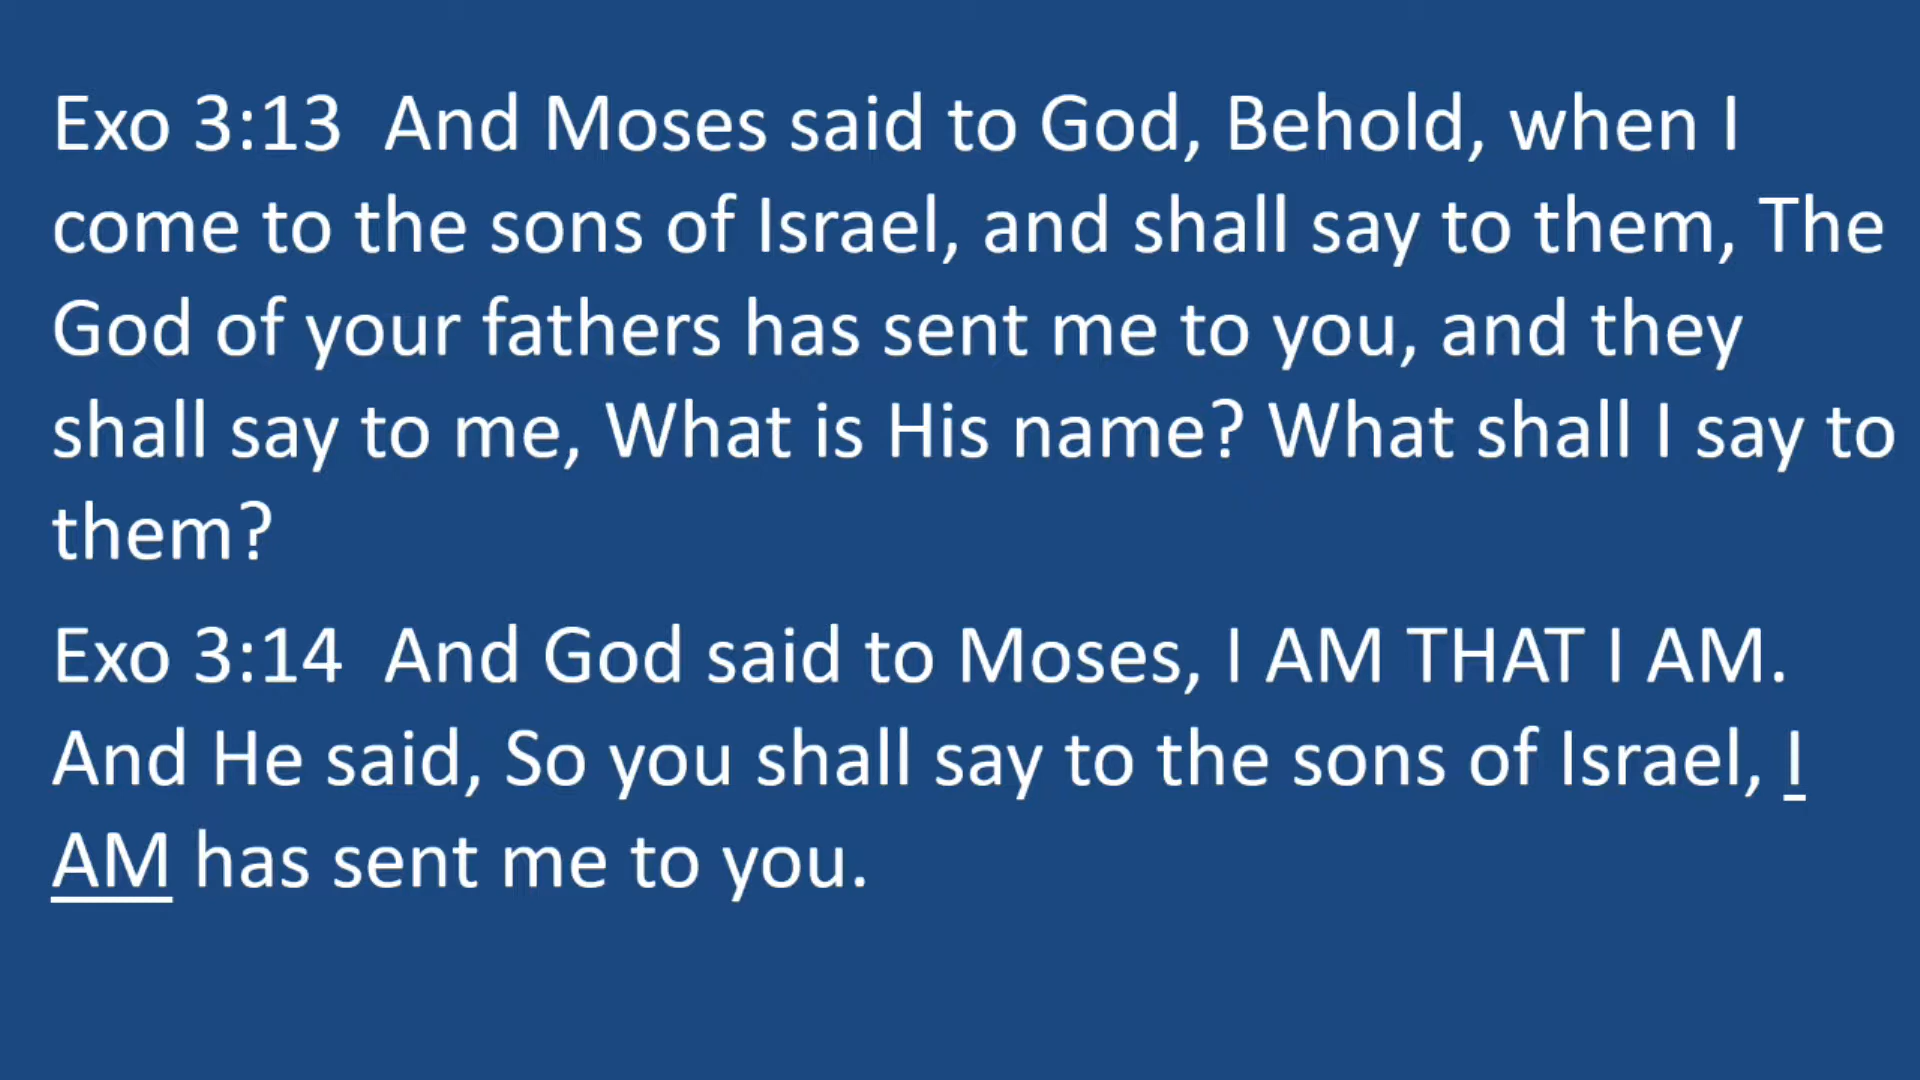 Exo 3:13  And Moses said to God, Behold, when I
come to the sons of Israel, and shall say to them, The
God of your fathers has sent me to you, and they
shall say to me, What is His name? What shall I say to
them?
Exo 3:14  And God said to Moses, I AM THAT I AM.
And He said, So you shall say to the sons of Israel, I
AM has sent me to you.